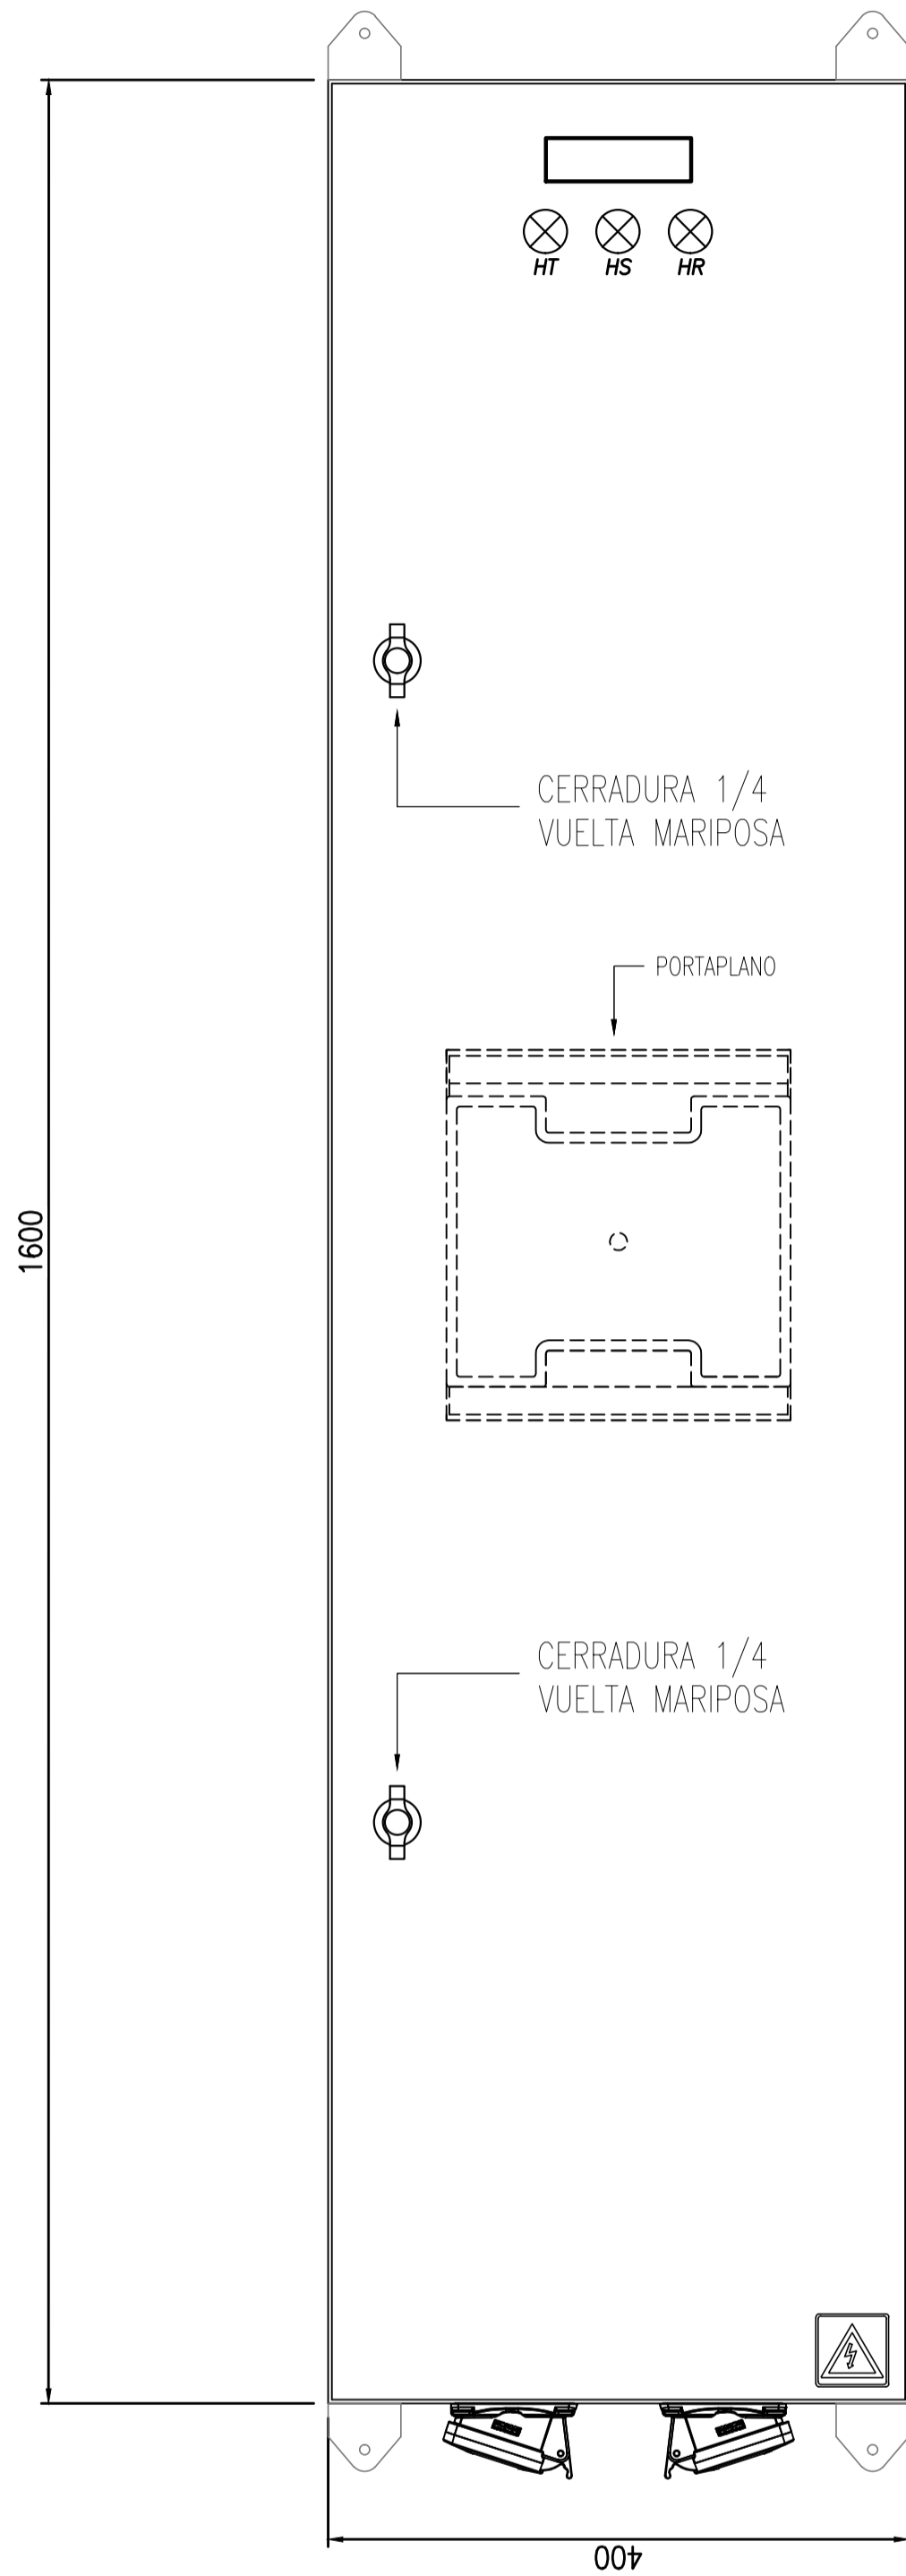 HT HS HR
CERRADURA 1/4
VUELTA MARIPOSA
PORTAPLANO
1600
CERRADURA 1/4
VUELTA MARIPOSA
400